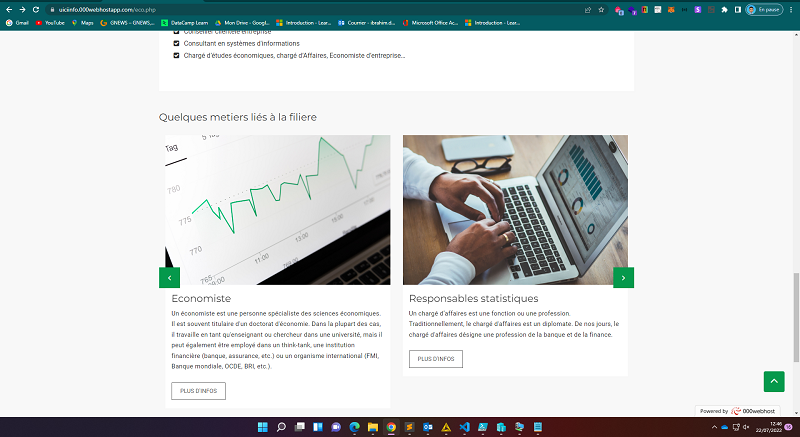 uiciinfo.000webhostapp.com/eco.php
En pause
Gmail
YouTube
Maps
GNEWS – GNEWS,...
DataCamp Learn
Mon Drive - Googl...
Introduction - Lear...
Courrier - ibrahim.d...
Microsoft Office Ac...
Introduction - Lear...
Conseiller clientèle entreprise
Consultant en systèmes d'informations
Chargé d'études économiques, chargé d'Affaires, Economiste d'entreprise...
Quelques metiers liés à la filiere
Tag
780
775
770
765
11:00
13:00
15:00
17:00
Economiste
Un économiste est une personne spécialiste des sciences économiques.
Il est souvent titulaire d'un doctorat d'économie. Dans la plupart des cas,
il travaille en tant qu'enseignant ou chercheur dans une université, mais il
peut également être employé dans un think-tank, une institution
financière (banque, assurance, etc.) ou un organisme international (FMI,
Banque mondiale, OCDE, BRI, etc.).
PLUS D'INFOS
Responsables statistiques
Un chargé d'affaires est une fonction ou une profession.
Traditionnellement, le chargé d'affaires est un diplomate. De nos jours, le
chargé d'affaires désigne une profession de la banque et de la finance.
PLUS D'INFOS
Powered by 000webhost
12:46
22/07/2022